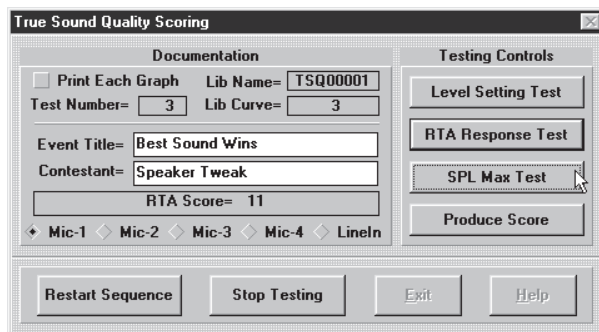 True Sound Quality Scoring
Documentation
Print Each Graph Lib Name= TSQ00001
Test Number= 3 Lib Curve= 3
Event Title= Best Sound Wins
Contestant= Speaker Tweak
RTA Score= 11
Mic-1 Mic-2 Mic-3 Mic-4 LineIn
Testing Controls
Level Setting Test
RTA Response Test
SPL Max Test
Produce Score
Restart Sequence Stop Testing Exit Help